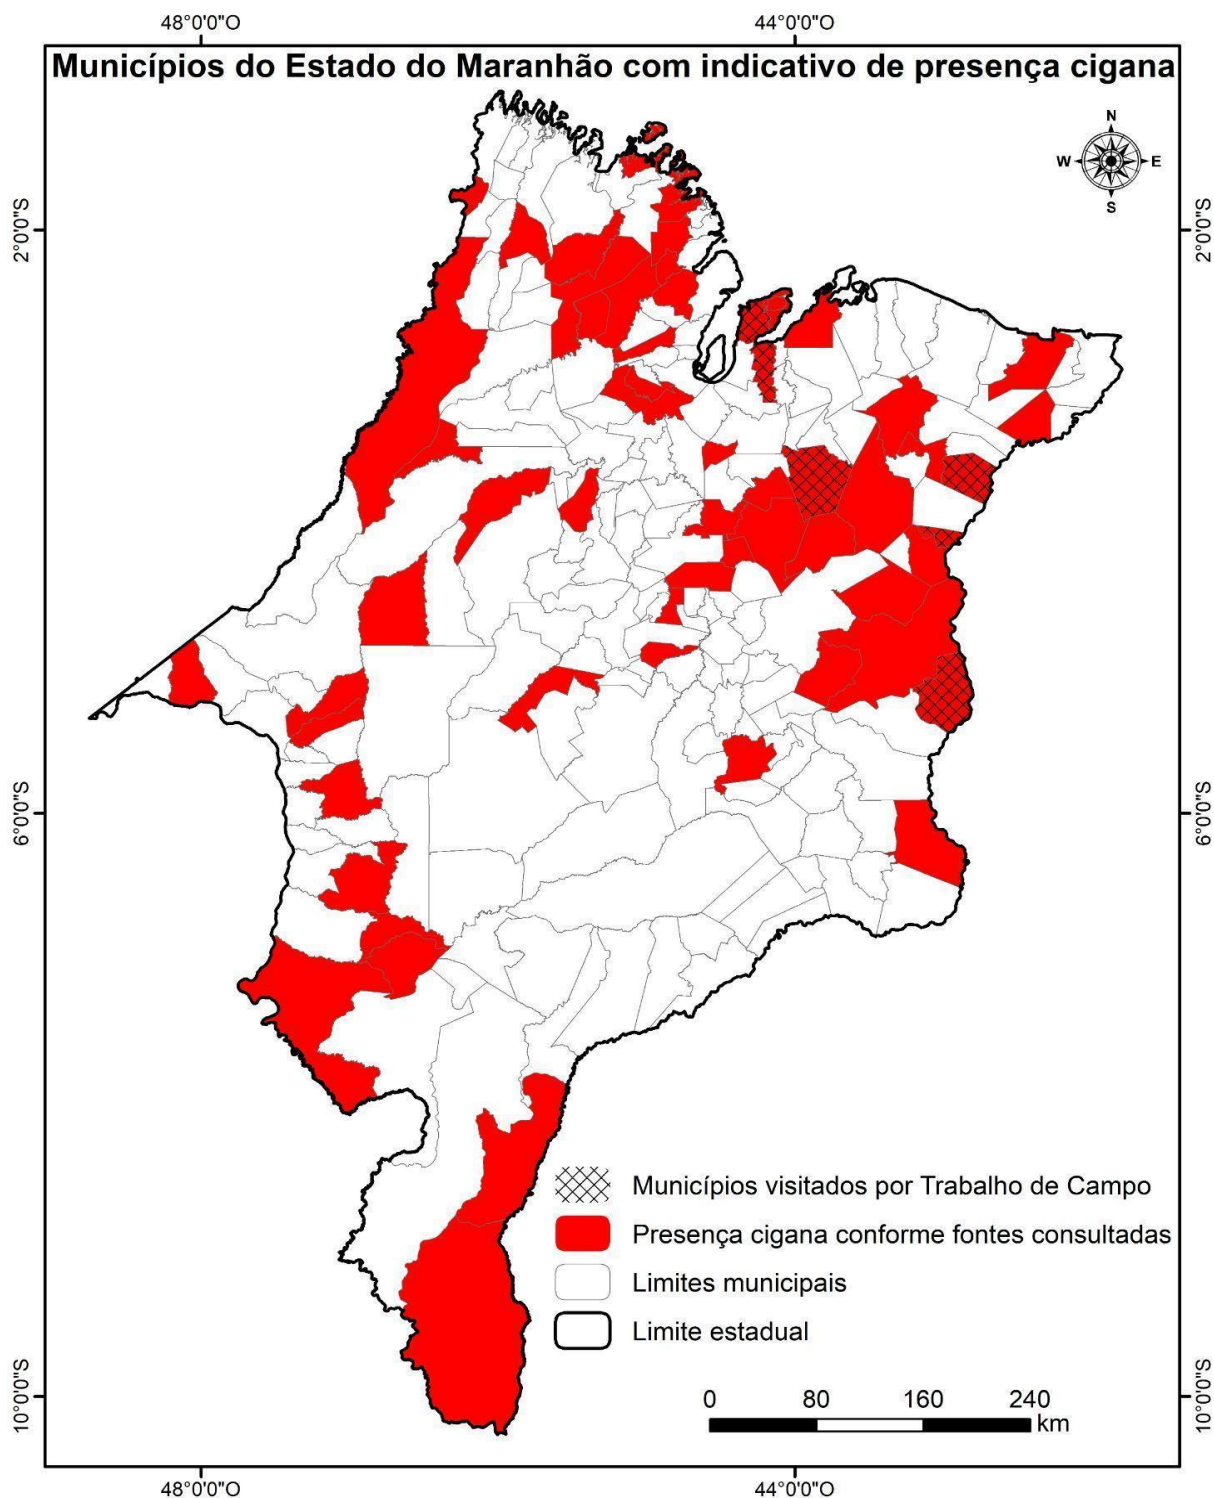 48°0'0"O 44°0'0"O
Municípios do Estado do Maranhão com indicativo de presença cigana
N
W E
S
2°0'0"S 2°0'0"S
6°0'0"S 6°0'0"S
Municípios visitados por Trabalho de Campo
Presença cigana conforme fontes consultadas
Limites municipais
Limite estadual
10°0'0"S 10°0'0"S
0 80 160 240
km
48°0'0"O 44°0'0"O